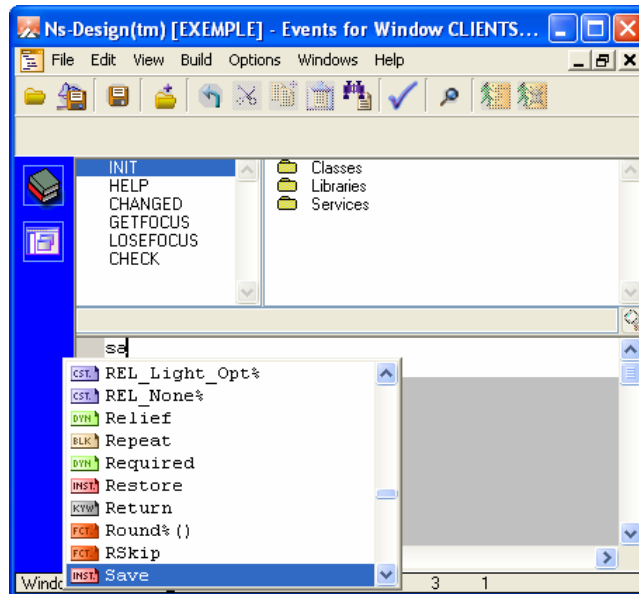 Ns-Design(tm) [EXEMPLE] - Events for Window CLIENTS...
File Edit View Build Options Windows Help
INIT
HELP
CHANGED
GETFOCUS
LOSEFOCUS
CHECK
Classes
Libraries
Services
sa
CST. REL_Light_Opt%
CST. REL_None%
DYN REL_Relief
BLK Repeat
DYN Required
INST. Restore
KYW Return
FCT. Round%()
FCT. RSkip
INST. Save
3 1